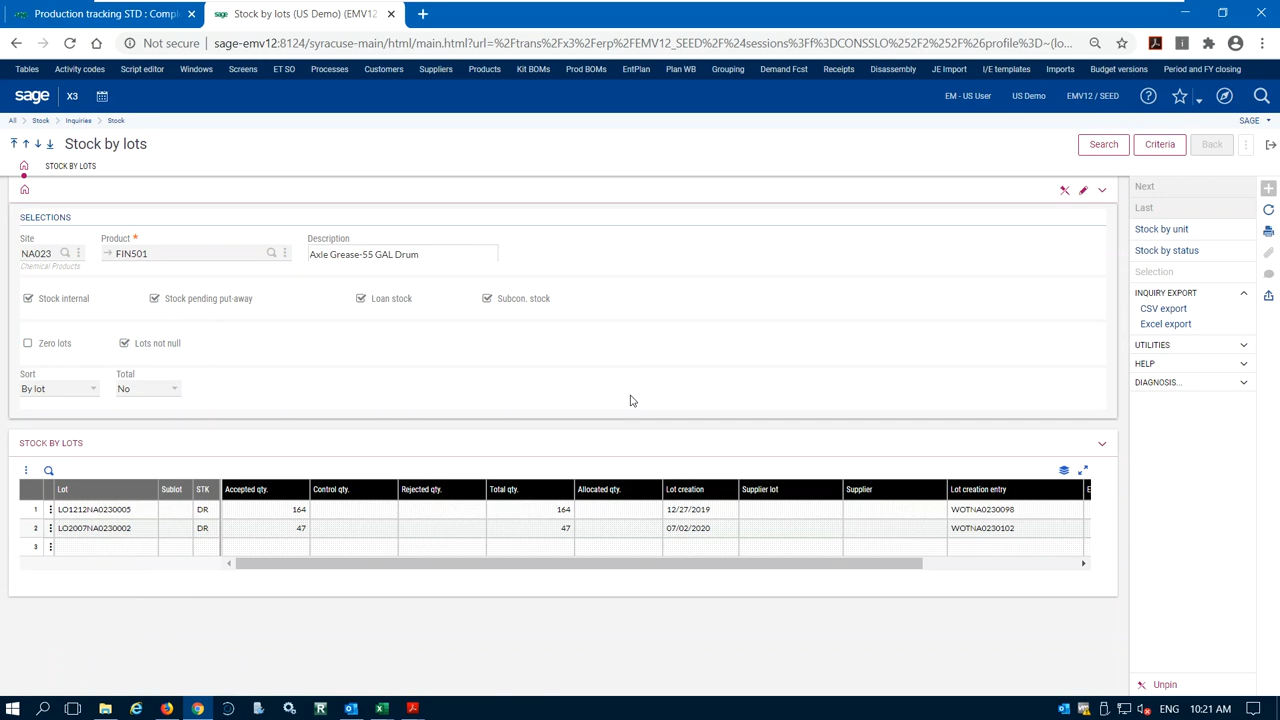 Production tracking STD : Compl
Stock by lots (US Demo) (EMV12
Not secure sage-emv12:8124/syracuse-main/html/main.html?url=%2Ftrans%2Fx3%2Ferp%2FEMV12_SEED%2F%24sessions%3Ff%3DCONSSLO%252F2%252F%26profile%3D~(lo...
Tables Activity codes Script editor Windows Screens ET SO Processes Customers Suppliers Products Kit BOMs Prod BOMs EntPlan Plan WB Grouping Demand Fcst Receipts Disassembly JE Import I/E templates Imports Budget versions Period and FY closing
sage X3 EM - US User US Demo EMV12 / SEED
All Stock Inquiries Stock SAGE
Stock by lots Search Criteria Back
STOCK BY LOTS
Next
Last
Stock by unit
Stock by status
Selection
INQUIRY EXPORT
CSV export
Excel export
UTILITIES
HELP
DIAGNOSIS...
SELECTIONS
Site Product * Description
NA023 FIN501 Axle Grease-55 GAL Drum
Chemical Products
Stock internal Stock pending put-away Loan stock Subcon. stock
Zero lots Lots not null
Sort Total
By lot No
STOCK BY LOTS
Lot Sublot STK Accepted qty. Control qty. Rejected qty. Total qty. Allocated qty. Lot creation Supplier lot Supplier Lot creation entry E
1 LO1212NA0230005 DR 164 164 12/27/2019 WOTNA0230098
2 LO2007NA0230002 DR 47 47 07/02/2020 WOTNA0230102
3
Unpin
ENG 10:21 AM